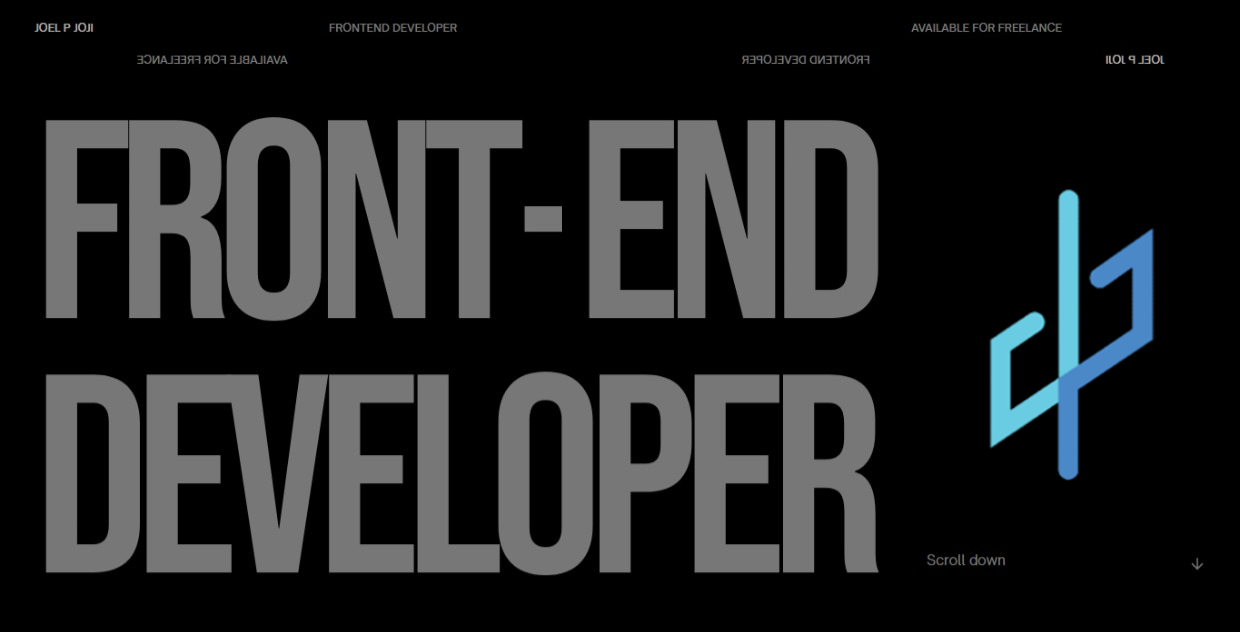 JOEL P JOJI FRONTEND DEVELOPER AVAILABLE FOR FREELANCE
AVAILABLE FOR FREELANCE FRONTEND DEVELOPER JOEL P JOJI
FRONT-END
DEVELOPER
Scroll down